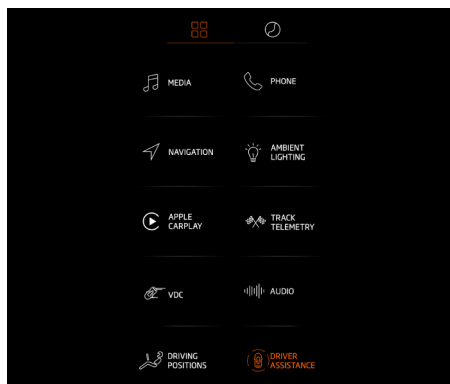 MEDIA
PHONE
NAVIGATION
AMBIENT
LIGHTING
APPLE
CARPLAY
TRACK
TELEMETRY
VDC
AUDIO
DRIVING
POSITIONS
DRIVER
ASSISTANCE